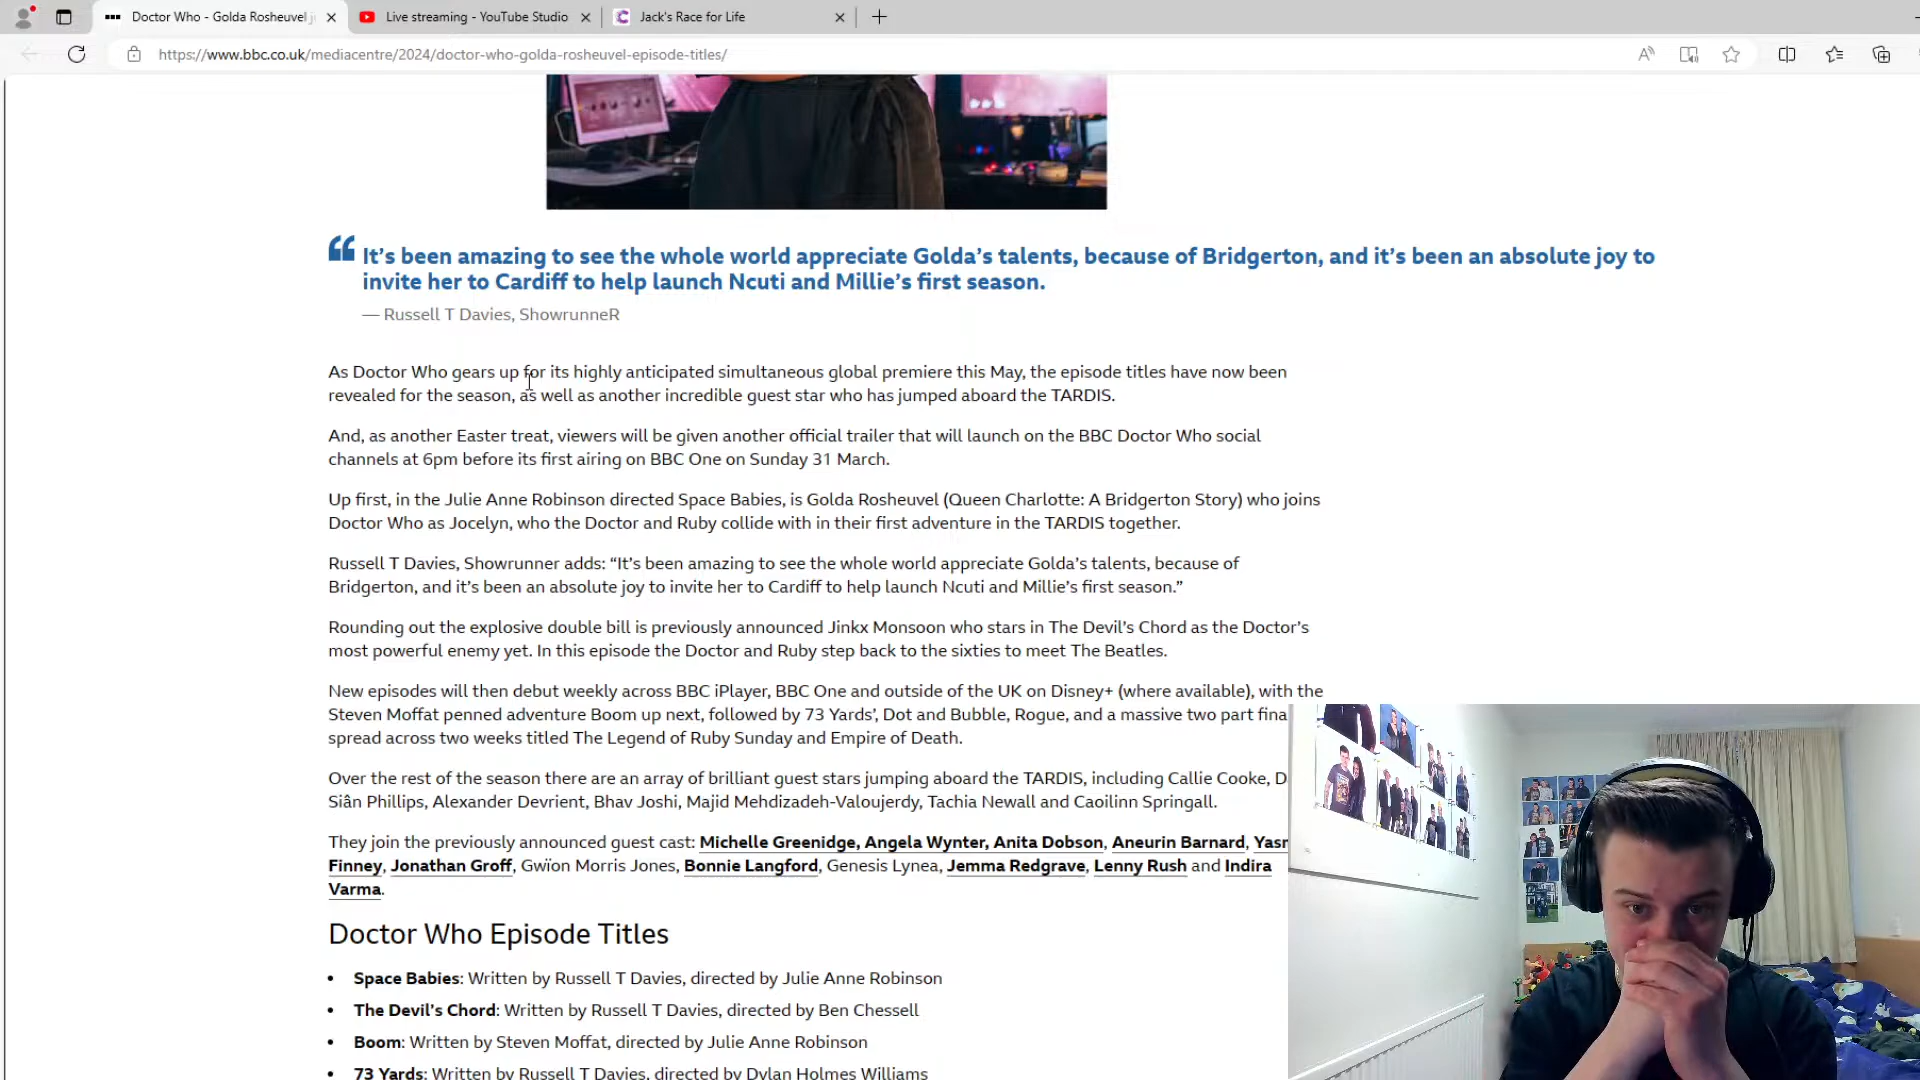 Doctor Who - Golda Rosheuvel j
Live streaming - YouTube Studio
Jack's Race for Life
https://www.bbc.co.uk/mediacentre/2024/doctor-who-golda-rosheuvel-episode-titles/
It's been amazing to see the whole world appreciate Golda's talents, because of Bridgerton, and it's been an absolute joy to
invite her to Cardiff to help launch Ncuti and Millie's first season.
— Russell T Davies, ShowrunneR
As Doctor Who gears up for its highly anticipated simultaneous global premiere this May, the episode titles have now been
revealed for the season, as well as another incredible guest star who has jumped aboard the TARDIS.
And, as another Easter treat, viewers will be given another official trailer that will launch on the BBC Doctor Who social
channels at 6pm before its first airing on BBC One on Sunday 31 March.
Up first, in the Julie Anne Robinson directed Space Babies, is Golda Rosheuvel (Queen Charlotte: A Bridgerton Story) who joins
Doctor Who as Jocelyn, who the Doctor and Ruby collide with in their first adventure in the TARDIS together.
Russell T Davies, Showrunner adds: “It's been amazing to see the whole world appreciate Golda's talents, because of
Bridgerton, and it's been an absolute joy to invite her to Cardiff to help launch Ncuti and Millie's first season.”
Rounding out the explosive double bill is previously announced Jinkx Monsoon who stars in The Devil's Chord as the Doctor's
most powerful enemy yet. In this episode the Doctor and Ruby step back to the sixties to meet The Beatles.
New episodes will then debut weekly across BBC iPlayer, BBC One and outside of the UK on Disney+ (where available), with the
Steven Moffat penned adventure Boom up next, followed by 73 Yards', Dot and Bubble, Rogue, and a massive two part fina
spread across two weeks titled The Legend of Ruby Sunday and Empire of Death.
Over the rest of the season there are an array of brilliant guest stars jumping aboard the TARDIS, including Callie Cooke, D
Siân Phillips, Alexander Devrient, Bhav Joshi, Majid Mehdizadeh-Valoujerdy, Tachia Newall and Caoilinn Springall.
They join the previously announced guest cast: Michelle Greenidge, Angela Wynter, Anita Dobson, Aneurin Barnard, Yasm
Finney, Jonathan Groff, Gwïon Morris Jones, Bonnie Langford, Genesis Lynea, Jemma Redgrave, Lenny Rush and Indira
Varma.
Doctor Who Episode Titles
• Space Babies: Written by Russell T Davies, directed by Julie Anne Robinson
• The Devil's Chord: Written by Russell T Davies, directed by Ben Chessell
• Boom: Written by Steven Moffat, directed by Julie Anne Robinson
• 73 Yards: Written by Russell T Davies, directed by Dylan Holmes Williams